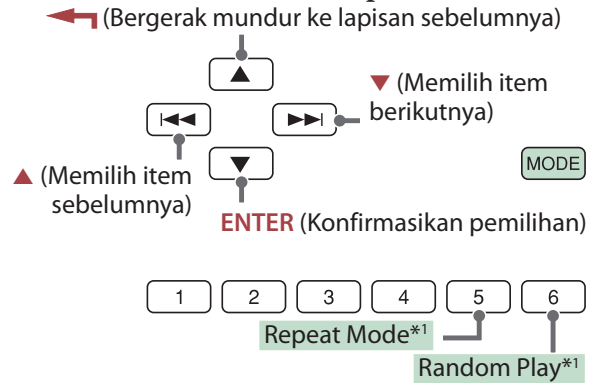 (Bergerak mundur ke lapisan sebelumnya)
▲
▼ (Memilih item
berikutnya)
▲ (Memilih item
sebelumnya)
▼
MODE
ENTER (Konfirmasikan pemilihan)
1 2 3 4 5 6
Repeat Mode*1
Random Play*1